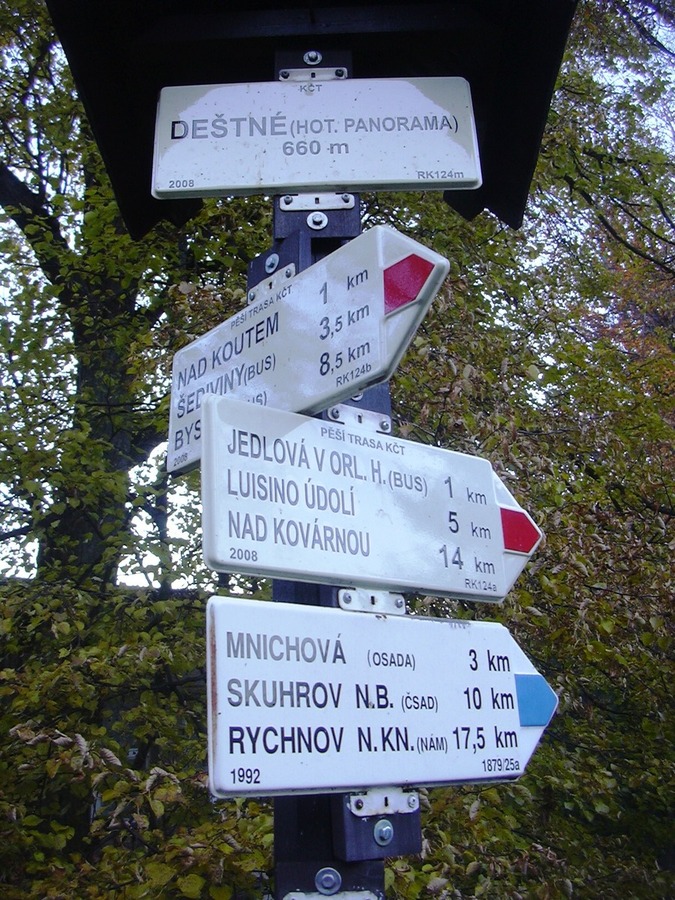 KČT
DEŠTNÉ (HOT. PANORAMA)
660 m
2008 RK124m
PĚŠÍ TRASA KČT
NAD KOUTEM 1 km
ŠEDIVINY (BUS) 3,5 km
8,5 km
2008 RK124b
PĚŠÍ TRASA KČT
JEDLOVÁ V ORL. H. (BUS) 1 km
LUISINO ÚDOLÍ 5 km
NAD KOVÁRNOU 14 km
2008 RK124a
MNICHOVÁ (OSADA) 3 km
SKUHROV N.B. (ČSAD) 10 km
RYCHNOV N.KN. (NÁM) 17,5 km
1992 1879/25a